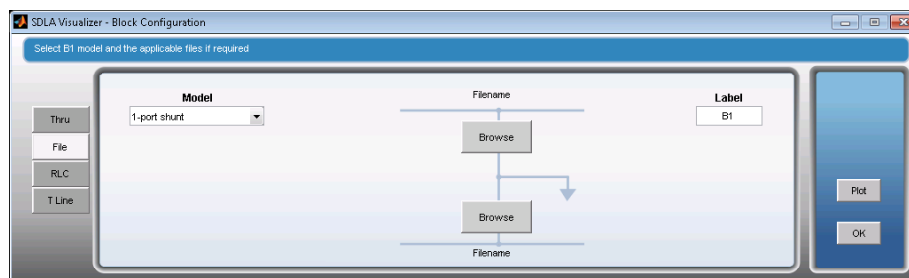 SDLA Visualizer - Block Configuration
Select B1 model and the applicable files if required
Thru
File
RLC
T Line
Model
1-port shunt
Filename
Browse
Browse
Filename
Label
B1
Plot
OK